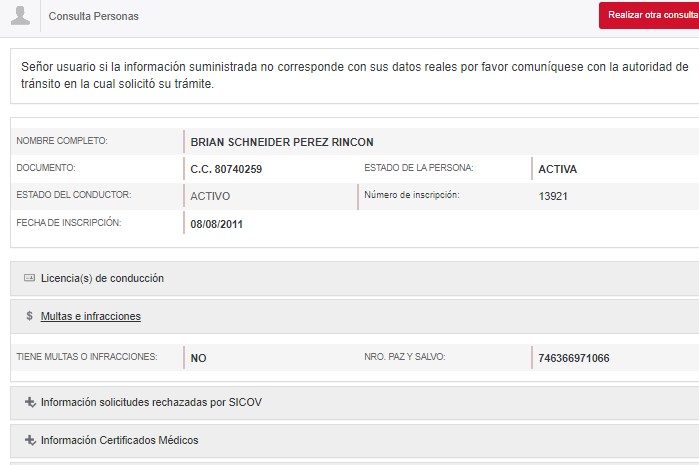 Consulta Personas
Realizar otra consulta
Señor usuario si la información suministrada no corresponde con sus datos reales por favor comuníquese con la autoridad de
tránsito en la cual solicitó su trámite.
NOMBRE COMPLETO: BRIAN SCHNEIDER PEREZ RINCON
DOCUMENTO: C.C. 80740259 ESTADO DE LA PERSONA: ACTIVA
ESTADO DEL CONDUCTOR: ACTIVO Número de inscripción: 13921
FECHA DE INSCRIPCIÓN: 08/08/2011
Licencia(s) de conducción
$ Multas e infracciones
TIENE MULTAS O INFRACCIONES: NO NRO. PAZ Y SALVO: 746366971066
Información solicitudes rechazadas por SICOV
Información Certificados Médicos